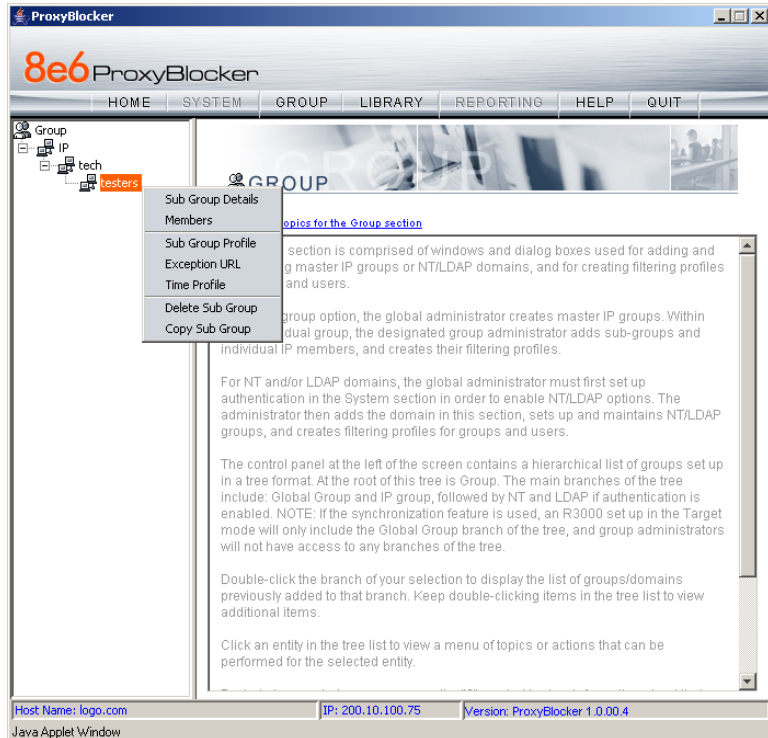 ProxyBlocker
8e6 ProxyBlocker
HOME SYSTEM GROUP LIBRARY REPORTING HELP QUIT
Group
IP
tech
testers
Sub Group Details
Members
Sub Group Profile
Exception URL
Time Profile
Delete Sub Group
Copy Sub Group
GROUP
GROUP
opics for the Group section
section is comprised of windows and dialog boxes used for adding and
g master IP groups or NT/LDAP domains, and for creating filtering profiles
and users.
group option, the global administrator creates master IP groups. Within
dual group, the designated group administrator adds sub-groups and
individual IP members, and creates their filtering profiles.
For NT and/or LDAP domains, the global administrator must first set up
authentication in the System section in order to enable NT/LDAP options. The
administrator then adds the domain in this section, sets up and maintains NT/LDAP
groups, and creates filtering profiles for groups and users.
The control panel at the left of the screen contains a hierarchical list of groups set up
in a tree format. At the root of this tree is Group. The main branches of the tree
include: Global Group and IP group, followed by NT and LDAP if authentication is
enabled. NOTE: If the synchronization feature is used, an R3000 set up in the Target
mode will only include the Global Group branch of the tree, and group administrators
will not have access to any branches of the tree.
Double-click the branch of your selection to display the list of groups/domains
previously added to that branch. Keep double-clicking items in the tree list to view
additional items.
Click an entity in the tree list to view a menu of topics or actions that can be
performed for the selected entity.
Host Name: logo.com IP: 200.10.100.75 Version: ProxyBlocker 1.0.00.4
Java Applet Window